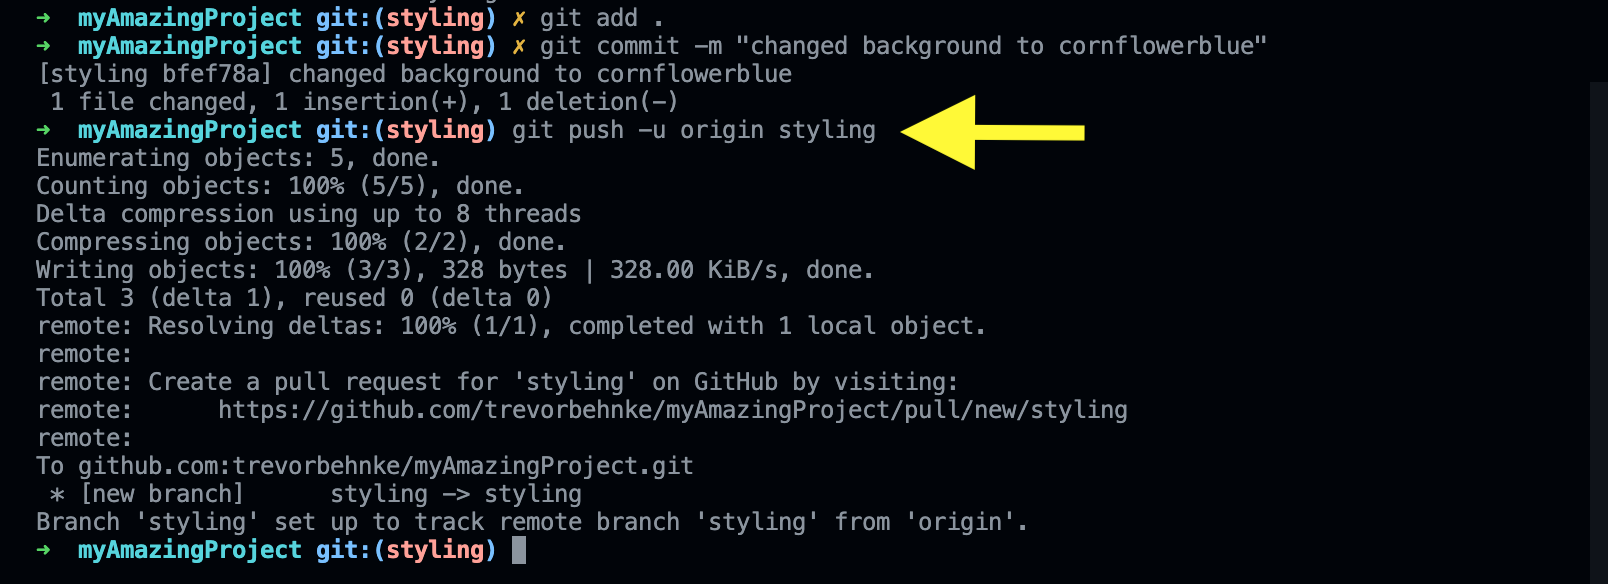 ➜  myAmazingProject git:(styling) ✗ git add .
➜  myAmazingProject git:(styling) ✗ git commit -m "changed background to cornflowerblue"
[styling bfef78a] changed background to cornflowerblue
 1 file changed, 1 insertion(+), 1 deletion(-)
➜  myAmazingProject git:(styling) git push -u origin styling
Enumerating objects: 5, done.
Counting objects: 100% (5/5), done.
Delta compression using up to 8 threads
Compressing objects: 100% (2/2), done.
Writing objects: 100% (3/3), 328 bytes | 328.00 KiB/s, done.
Total 3 (delta 1), reused 0 (delta 0)
remote: Resolving deltas: 100% (1/1), completed with 1 local object.
remote:
remote: Create a pull request for 'styling' on GitHub by visiting:
remote:      https://github.com/trevorbehnke/myAmazingProject/pull/new/styling
remote:
To github.com:trevorbehnke/myAmazingProject.git
 * [new branch]      styling -> styling
Branch 'styling' set up to track remote branch 'styling' from 'origin'.
➜  myAmazingProject git:(styling)